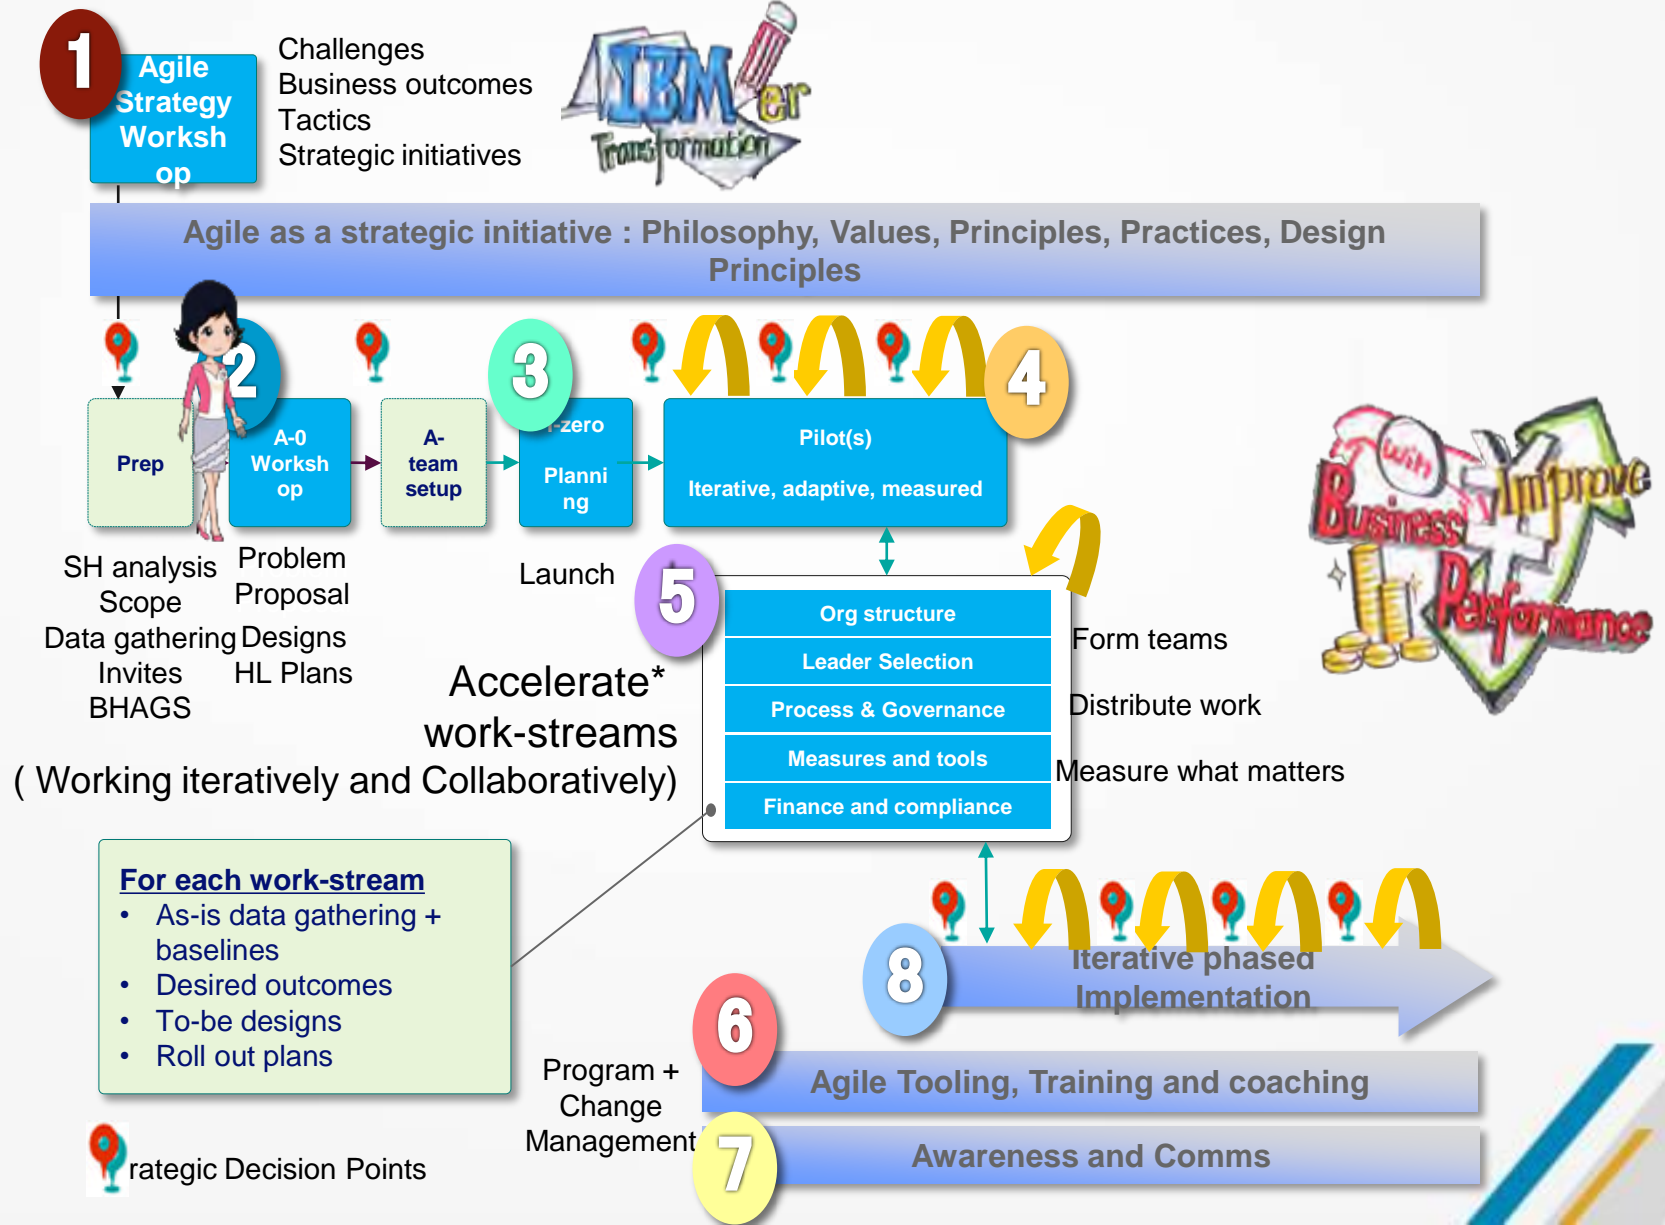 1
Agile
Strategy
Worksh
op
Challenges
Business outcomes
Tactics
Strategic initiatives
IBMer
Transformation
Agile as a strategic initiative : Philosophy, Values, Principles, Practices, Design
Principles
2
3
4
Prep
A-0
Worksh
op
A-
team
setup
I-zero
Planni
ng
Pilot(s)
Iterative, adaptive, measured
SH analysis
Scope
Data gathering
Invites
BHAGS
Problem
Proposal
Designs
HL Plans
Launch
5
Org structure
Leader Selection
Process & Governance
Measures and tools
Finance and compliance
Form teams
Distribute work
Measure what matters
With
Business
Improve
Performance
Accelerate*
work-streams
( Working iteratively and Collaboratively)
For each work-stream
• As-is data gathering +
baselines
• Desired outcomes
• To-be designs
• Roll out plans
8
Iterative phased
Implementation
6
Agile Tooling, Training and coaching
Program +
Change
Management
7
Awareness and Comms
rategic Decision Points